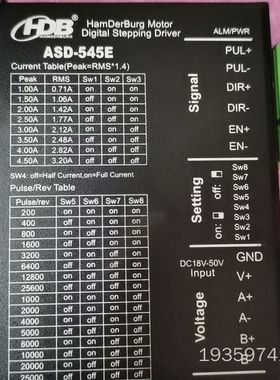 HDB
HAMDERBURG
HamDerBurg Motor
Digital Stepping Driver
ALM/PWR
ASD-545E
Current Table(Peak=RMS*1.4)
Peak RMS Sw1 Sw2 Sw3
1.00A 0.71A on on on
1.50A 1.06A off on on
2.00A 1.42A on off on
2.50A 1.77A off off on
3.00A 2.12A on on off
3.50A 2.48A off on off
4.00A 2.82A on off off
4.50A 3.20A off off off
SW4: off=Half Current,on=Full Current
Pulse/Rev Table
Pulse/rev Sw5 Sw6 Sw7 Sw8
200 on on on on
400 off on on on
800 on off on on
1600 off off on on
3200 on on off on
6400 off on off on
12800 on off off on
25600 off off off on
1000 on on on off
2000 off on on off
4000 on off on off
5000 off off on off
8000 on on off off
10000 off on off off
20000 on off off off
25000 off off off off
PUL+
PUL-
DIR+
DIR-
EN+
EN-
Signal
Sw8
Sw7
Sw6
Sw5
Sw4
Sw3
Sw2
Sw1
off:
on:
Setting
DC18V-50V
Input
GND
V+
A+
A-
B+
B-
Voltage
1935974